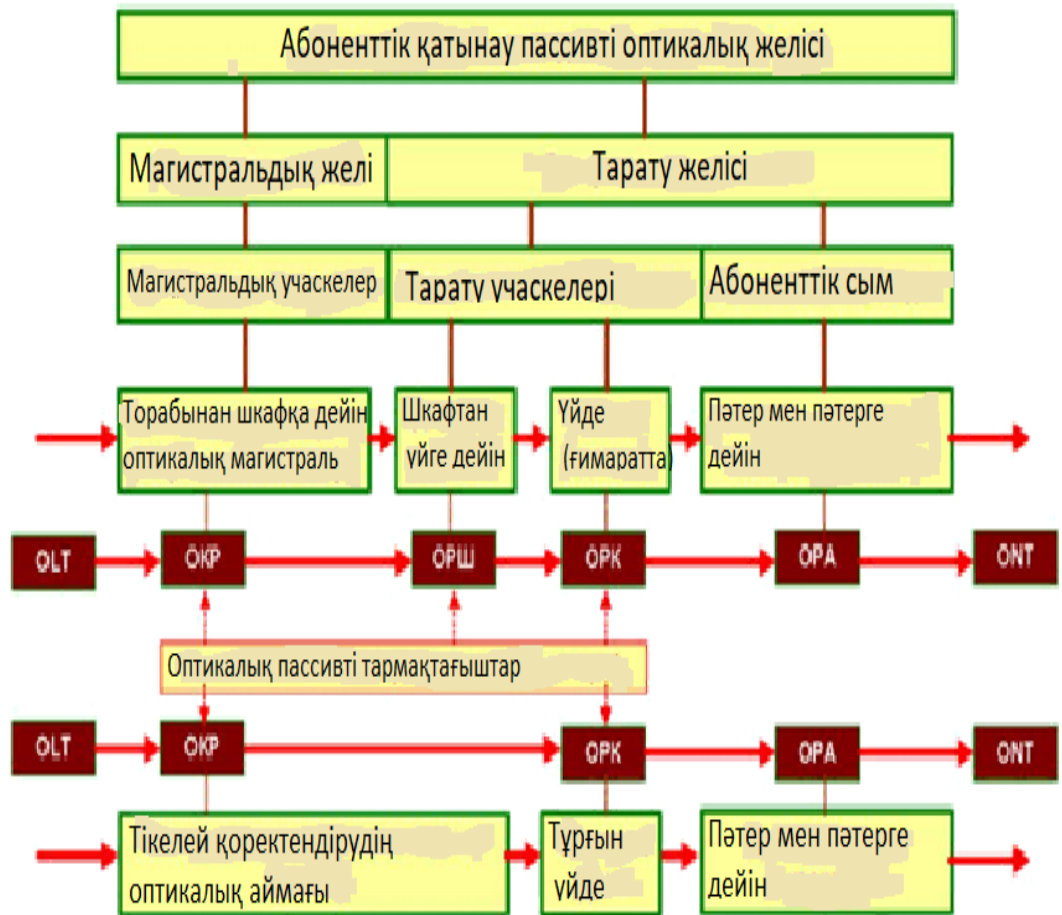 Абоненттік қатынау пассивті оптикалық желісі
Магистральдық желі
Тарату желісі
Магистральдық учаскелер
Тарату учаскелері
Абоненттік сым
Торабынан шкафқа дейін
оптикалық магистраль
Шкафтан
үйге дейін
Үйде
(ғимаратта)
Пәтер мен пәтерге
дейін
OLT
ОКР
ОРШ
ОРК
ОРА
ONT
Оптикалық пассивті тармақтағыштар
OLT
ОКР
ОРК
ОРА
ONT
Тікелей қоректендірудің
оптикалық аймағы
Тұрғын
үйде
Пәтер мен пәтерге
дейін